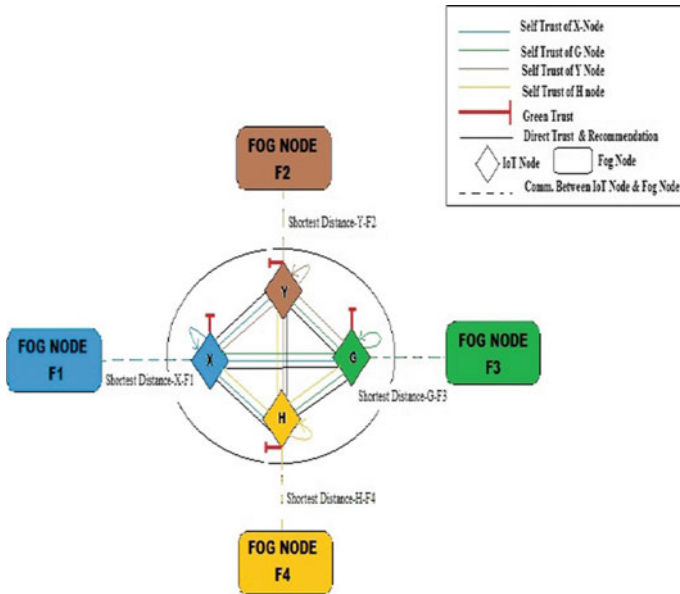 Self Trust of X-Node
Self Trust of G Node
Self Trust of Y Node
Self Trust of H node
Green Trust
Direct Trust & Recommendation
IoT Node
Fog Node
Comm. Between IoT Node & Fog Node
FOG NODE
F2
Shortest Distance-Y-F2
Y
FOG NODE
F1
Shortest Distance-X-F1
X
G
FOG NODE
F3
Shortest Distance-G-F3
H
Shortest Distance-H-F4
FOG NODE
F4